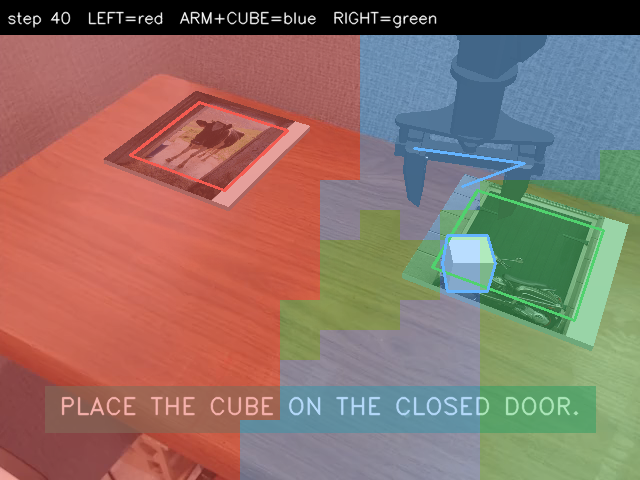 step 40 LEFT=red ARM+CUBE=blue RIGHT=green
PLACE THE CUBE ON THE CLOSED DOOR.